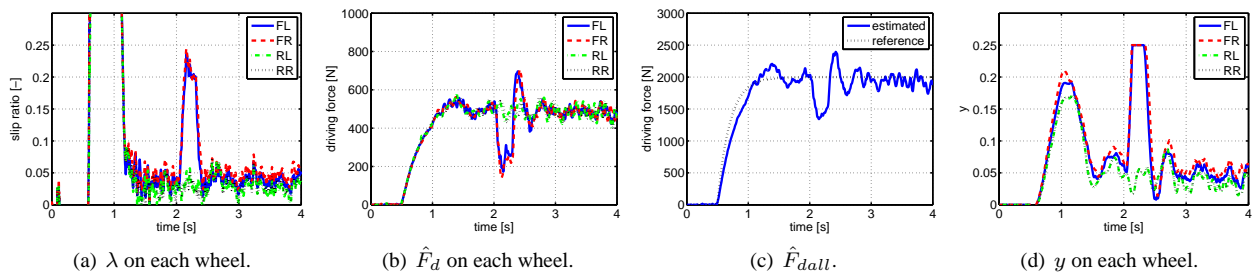 0.25
0.2
0.15
0.1
0.05
0
0 1 2 3 4
slip ratio [−]
time [s]
FL
FR
RL
RR
(a) λ on each wheel.
1000
800
600
400
200
0
0 1 2 3 4
driving force [N]
time [s]
FL
FR
RL
RR
(b) F̂d on each wheel.
3000
2500
2000
1500
1000
500
0
0 1 2 3 4
driving force [N]
time [s]
estimated
reference
(c) F̂dall.
0.3
0.25
0.2
0.15
0.1
0.05
0
0 1 2 3 4
y
time [s]
FL
FR
RL
RR
(d) y on each wheel.